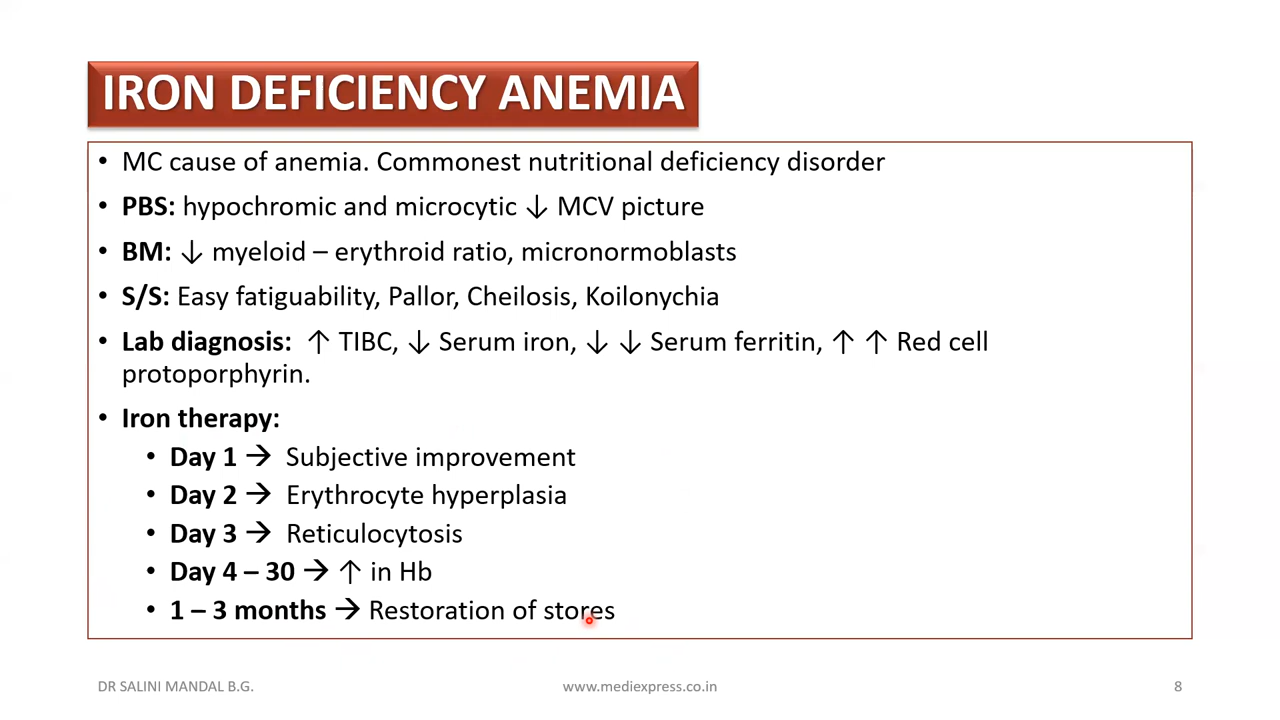 IRON DEFICIENCY ANEMIA
• MC cause of anemia. Commonest nutritional deficiency disorder
• PBS: hypochromic and microcytic ↓ MCV picture
• BM: ↓ myeloid – erythroid ratio, micronormoblasts
• S/S: Easy fatiguability, Pallor, Cheilosis, Koilonychia
• Lab diagnosis: ↑ TIBC, ↓ Serum iron, ↓ ↓ Serum ferritin, ↑ ↑ Red cell
protoporphyrin.
• Iron therapy:
• Day 1 → Subjective improvement
• Day 2 → Erythrocyte hyperplasia
• Day 3 → Reticulocytosis
• Day 4 – 30 → ↑ in Hb
• 1 – 3 months → Restoration of stores
DR SALINI MANDAL B.G. www.mediexpress.co.in 8